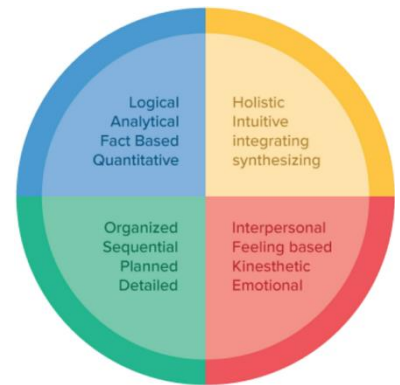 Logical
Analytical
Fact Based
Quantitative
Holistic
Intuitive
integrating
synthesizing
Organized
Sequential
Planned
Detailed
Interpersonal
Feeling based
Kinesthetic
Emotional